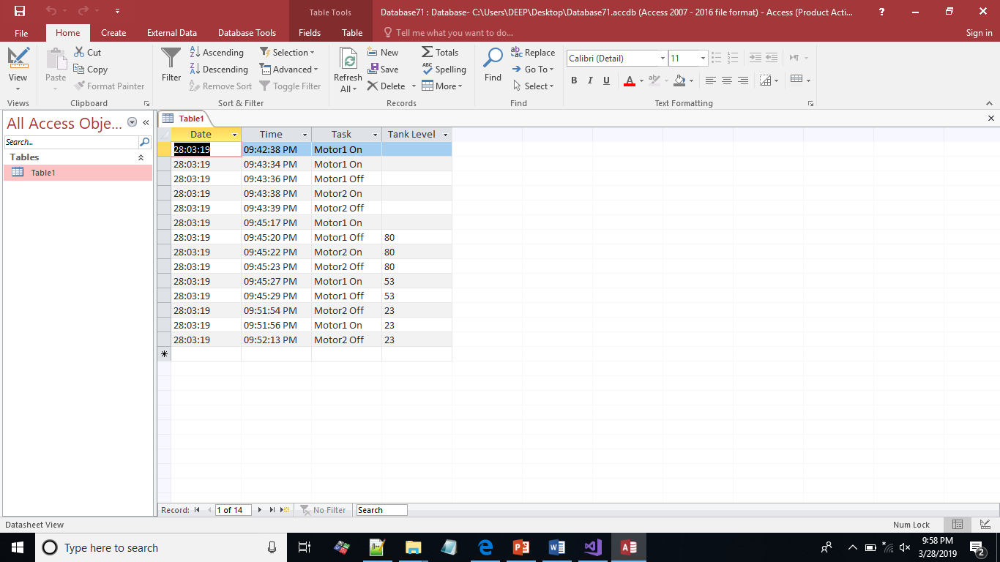 Table Tools
Database71 : Database- C:\Users\DEEP\Desktop\Database71.accdb (Access 2007 - 2016 file format) - Access (Product Acti...
?
File Home Create External Data Database Tools Fields Table Tell me what you want to do... Sign in
View
Views
Paste
Cut
Copy
Format Painter
Clipboard
Filter
Ascending
Descending
Remove Sort
Selection
Advanced
Toggle Filter
Sort & Filter
Refresh
All
New
Save
Delete
Totals
Spelling
More
Records
Find
Replace
Go To
Select
Find
Calibri (Detail) 11
B I U A
Text Formatting
All Access Obje...
Search...
Tables
Table1
Table1
Date Time Task Tank Level
28:03:19 09:42:38 PM Motor1 On
28:03:19 09:43:34 PM Motor1 On
28:03:19 09:43:36 PM Motor1 Off
28:03:19 09:43:38 PM Motor2 On
28:03:19 09:43:39 PM Motor2 Off
28:03:19 09:45:17 PM Motor1 On
28:03:19 09:45:20 PM Motor1 Off 80
28:03:19 09:45:22 PM Motor2 On 80
28:03:19 09:45:23 PM Motor2 Off 80
28:03:19 09:45:27 PM Motor1 On 53
28:03:19 09:45:29 PM Motor1 Off 53
28:03:19 09:51:54 PM Motor2 Off 23
28:03:19 09:51:56 PM Motor1 On 23
28:03:19 09:52:13 PM Motor2 Off 23
Record: 1 of 14 No Filter Search
Datasheet View Num Lock
Type here to search
9:58 PM
3/28/2019
2